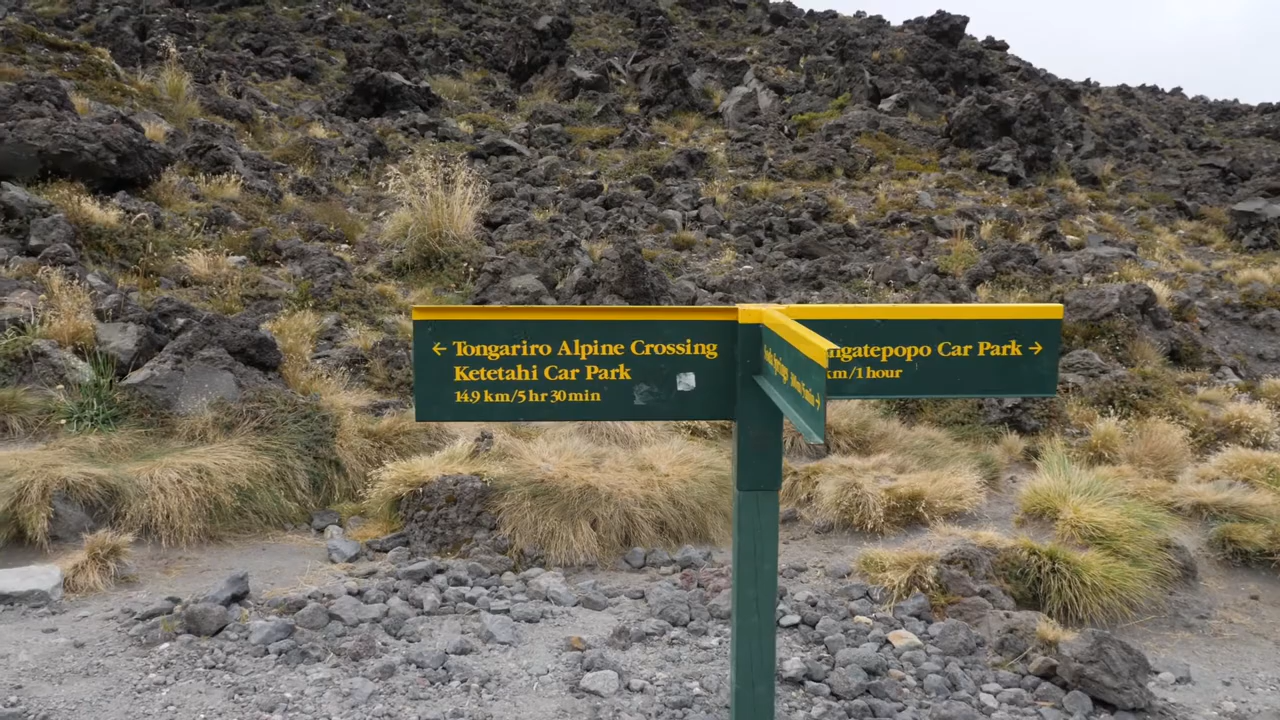 ← Tongariro Alpine Crossing
Ketetahi Car Park
14.9 km/5 hr 30 min
Springs
ngatepopo Car Park →
km/1 hour